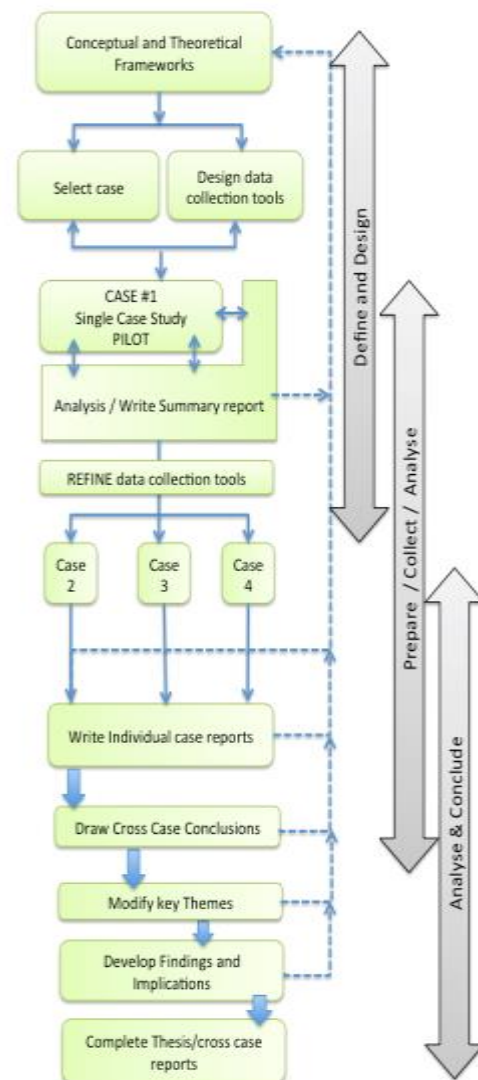 Conceptual and Theoretical
Frameworks
Select case
Design data
collection tools
CASE #1
Single Case Study
PILOT
Analysis / Write Summary report
REFINE data collection tools
Case
2
Case
3
Case
4
Write Individual case reports
Draw Cross Case Conclusions
Modify key Themes
Develop Findings and
Implications
Complete Thesis/cross case
reports
Define and Design
Prepare / Collect / Analyse
Analyse & Conclude